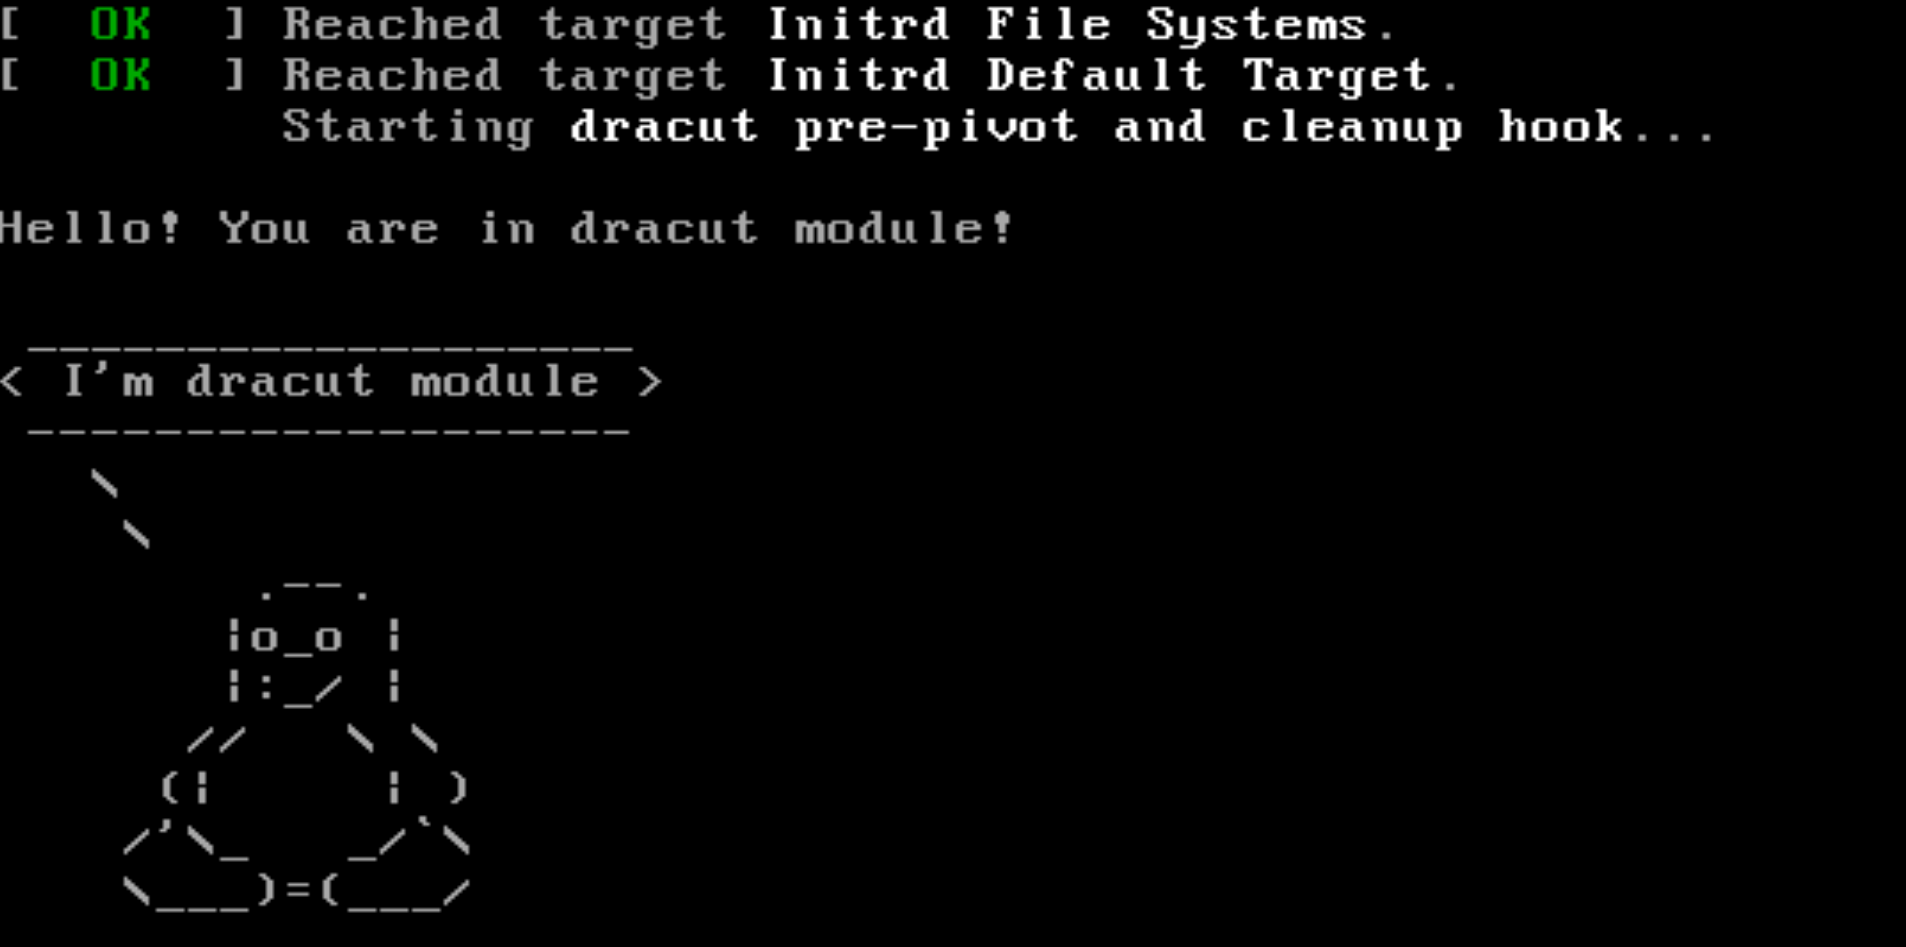 [  OK  ] Reached target Initrd File Systems.
[  OK  ] Reached target Initrd Default Target.
         Starting dracut pre-pivot and cleanup hook...
Hello! You are in dracut module!
 ___________________
< I'm dracut module >
 -------------------
   \
    \
        .--.
       |o_o |
       |:_/ |
      //   \ \
     (|     | )
    /'\_   _/`\
    \___)=(___/